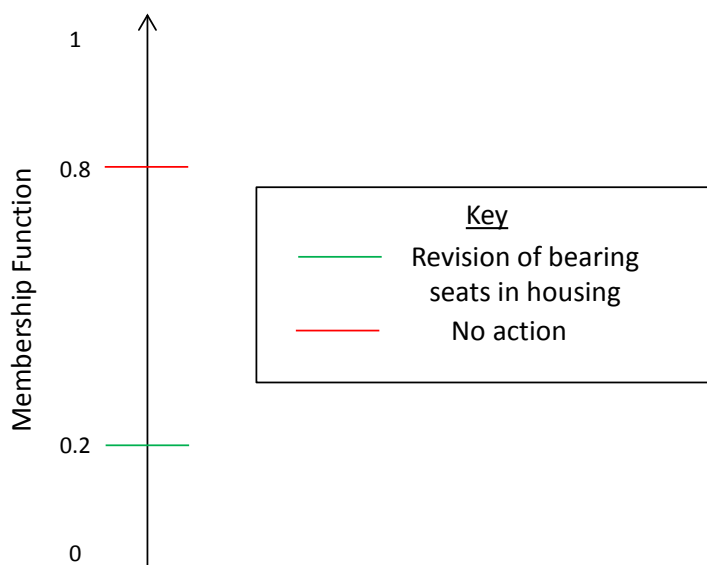 1
0.8
0.2
0
Membership Function
Key
Revision of bearing
seats in housing
No action